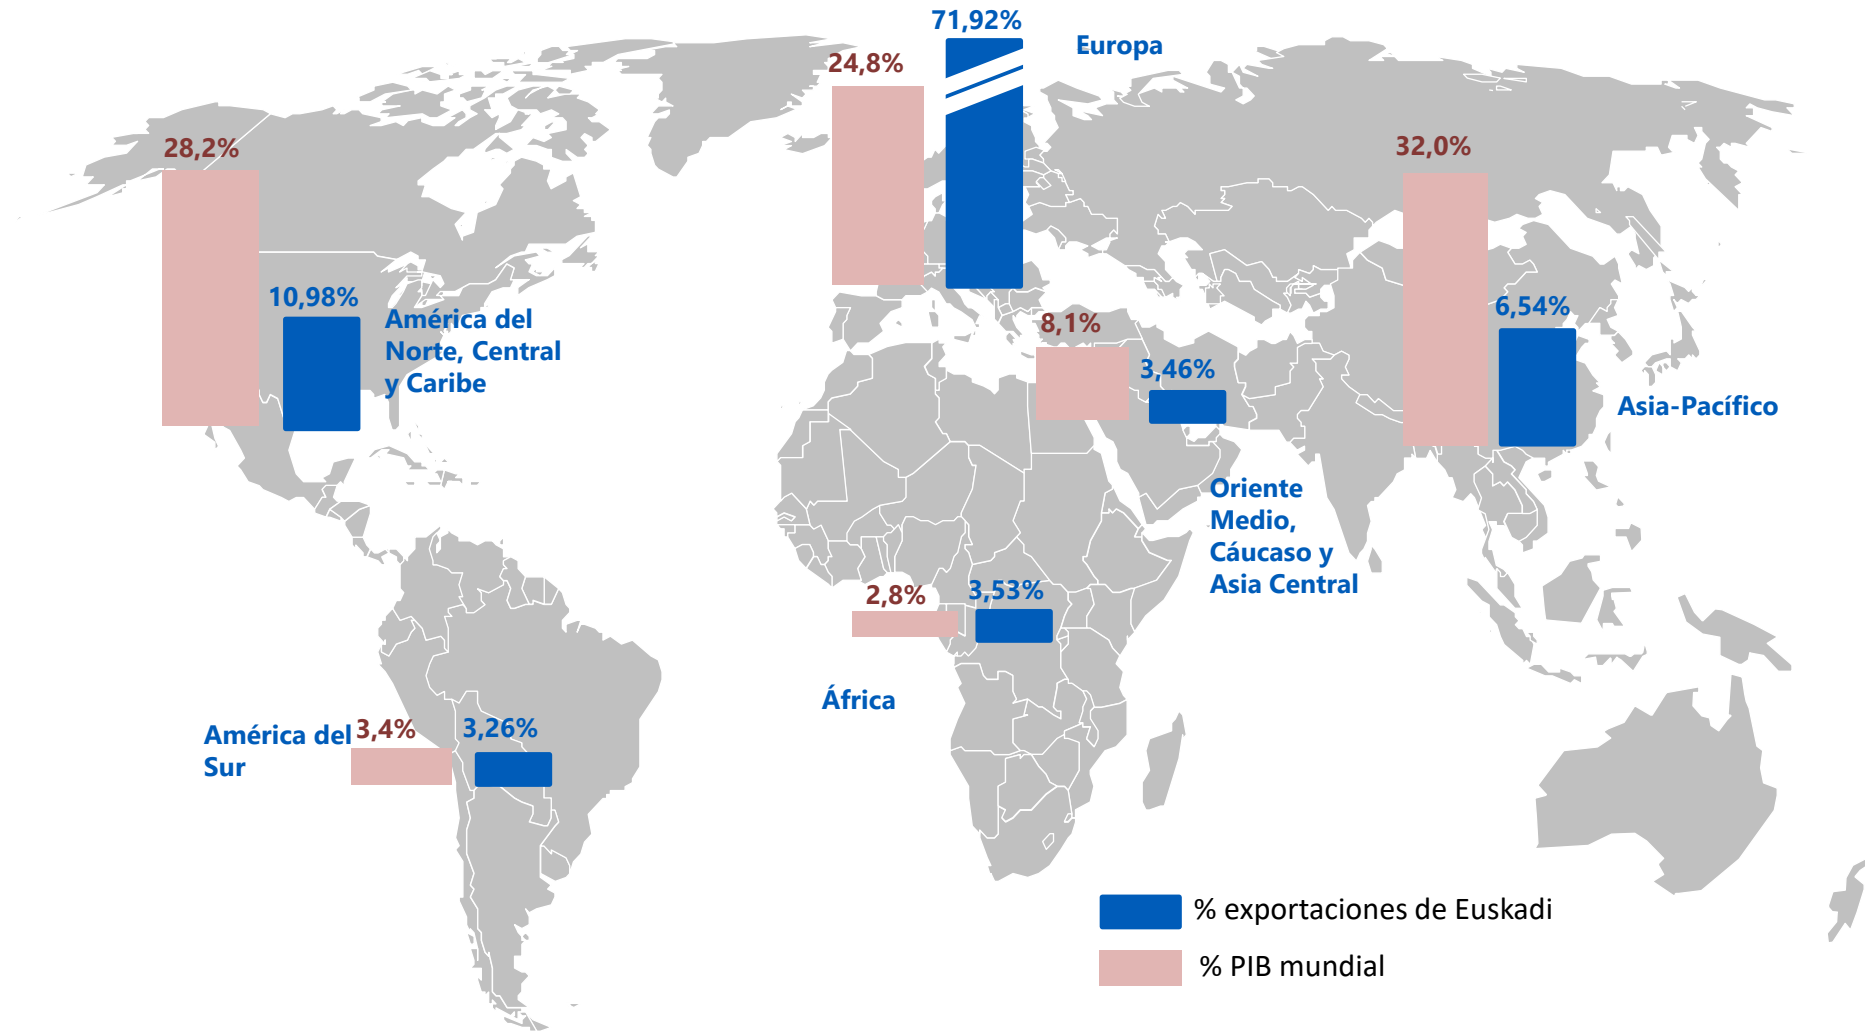 71,92%
Europa
24,8%
28,2%
32,0%
10,98%
América del
Norte, Central
y Caribe
8,1%
3,46%
6,54%
Asia-Pacífico
Oriente
Medio,
Cáucaso y
Asia Central
2,8%
3,53%
África
América del
Sur
3,4%
3,26%
% exportaciones de Euskadi
% PIB mundial